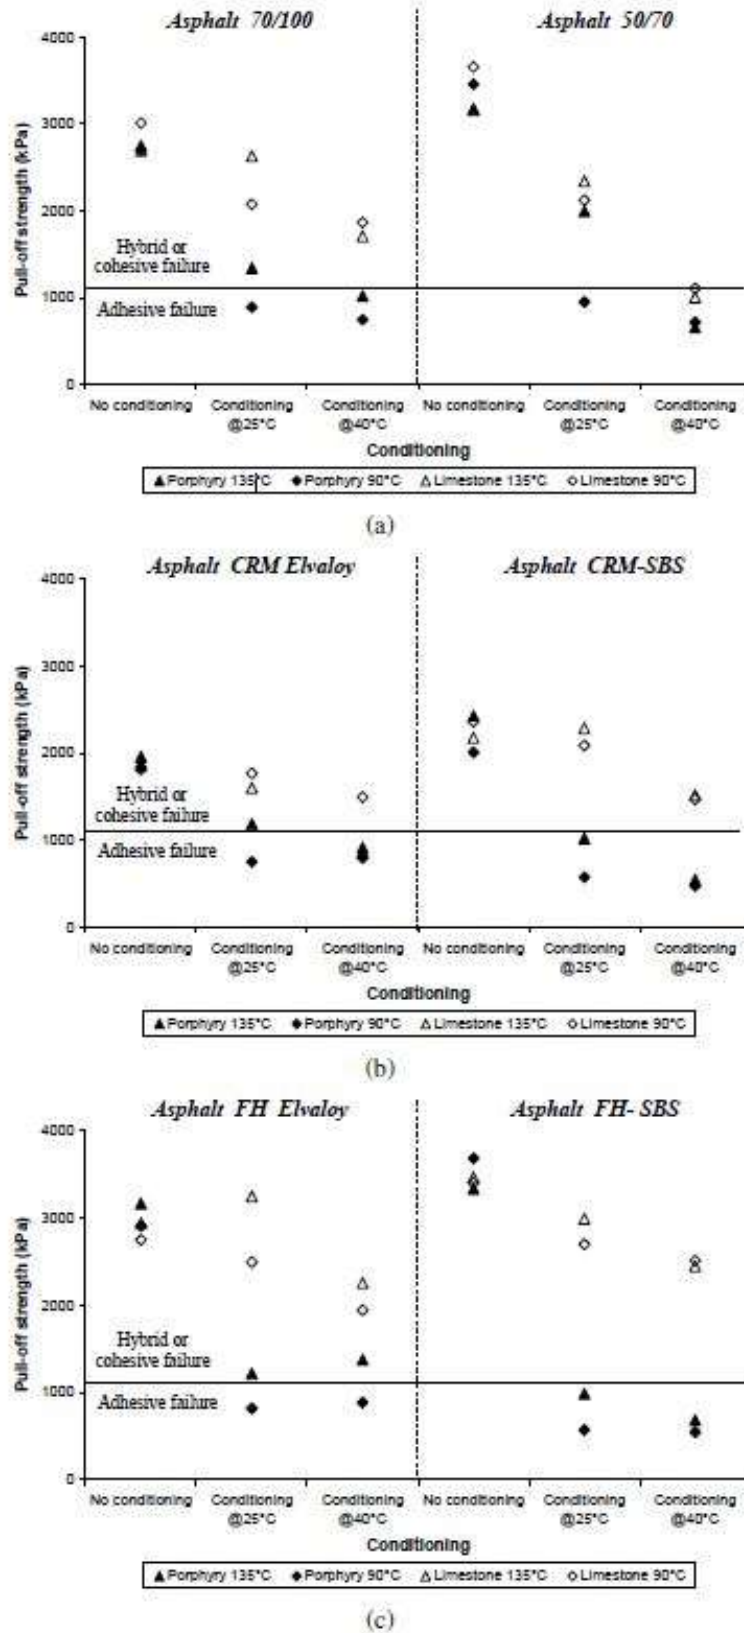 Asphalt 70/100 Asphalt 50/70
4000
3000
2000
1000
0
Pull-off strength (kPa)
Hybrid or
cohesive failure
Adhesive failure
No conditioning Conditioning @25°C Conditioning @40°C No conditioning Conditioning @25°C Conditioning @40°C
Conditioning
▲Porphyry 135°C ◆Porphyry 90°C △Limestone 135°C ◇Limestone 90°C
(a)
Asphalt CRM Elvaloy Asphalt CRM-SBS
4000
3000
2000
1000
0
Pull-off strength (kPa)
Hybrid or
cohesive failure
Adhesive failure
No conditioning Conditioning @25°C Conditioning @40°C No conditioning Conditioning @25°C Conditioning @40°C
Conditioning
▲Porphyry 135°C ◆Porphyry 90°C △Limestone 135°C ◇Limestone 90°C
(b)
Asphalt FH Elvaloy Asphalt FH- SBS
4000
3000
2000
1000
0
Pull-off strength (kPa)
Hybrid or
cohesive failure
Adhesive failure
No conditioning Conditioning @25°C Conditioning @40°C No conditioning Conditioning @25°C Conditioning @40°C
Conditioning
▲Porphyry 135°C ◆Porphyry 90°C △Limestone 135°C ◇Limestone 90°C
(c)